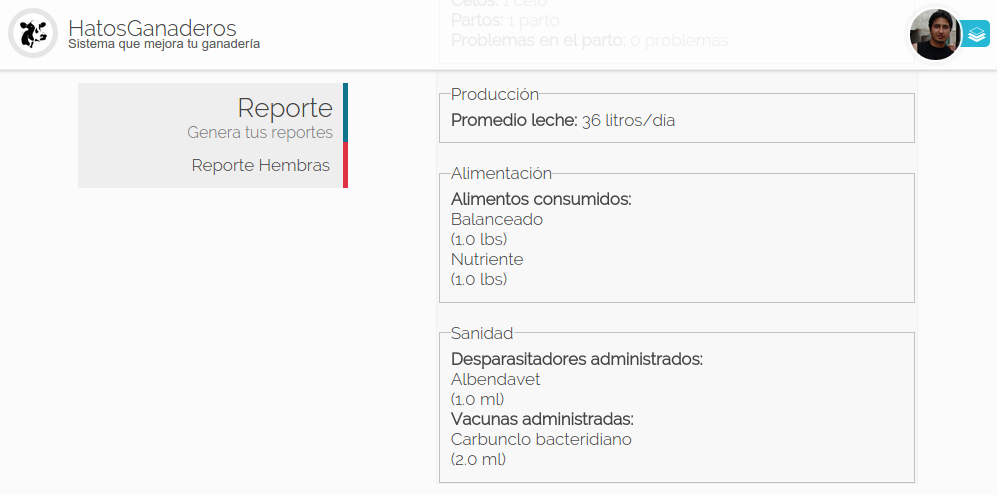 HatosGanaderos
Sistema que mejora tu ganadería
Reporte
Genera tus reportes
Reporte Hembras
Celos: 1 celo
Partos: 1 parto
Problemas en el parto: 0 problemas
Producción
Promedio leche: 36 litros/día
Alimentación
Alimentos consumidos:
Balanceado
(1.0 lbs)
Nutriente
(1.0 lbs)
Sanidad
Desparasitadores administrados:
Albendavet
(1.0 ml)
Vacunas administradas:
Carbunclo bacteridiano
(2.0 ml)